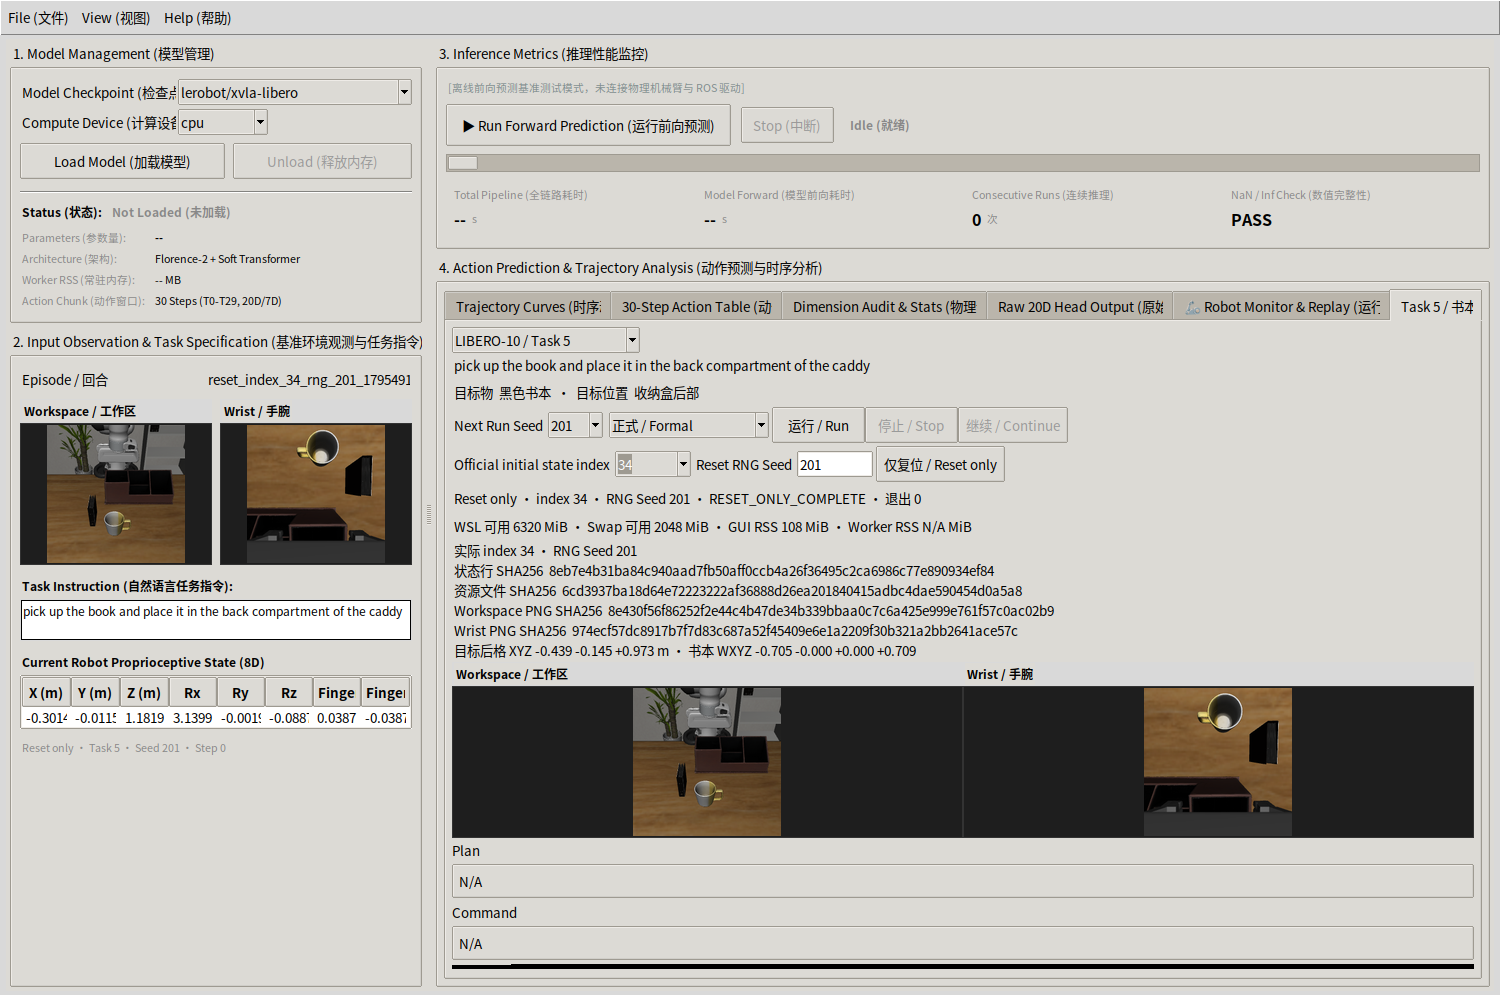 File (文件) View (视图) Help (帮助)
1. Model Management (模型管理)
Model Checkpoint (检查点 lerobot/xvla-libero
Compute Device (计算设备 cpu
Load Model (加载模型) Unload (释放内存)
Status (状态): Not Loaded (未加载)
Parameters (参数量): --
Architecture (架构): Florence-2 + Soft Transformer
Worker RSS (常驻内存): -- MB
Action Chunk (动作窗口): 30 Steps (T0-T29, 20D/7D)
2. Input Observation & Task Specification (基准环境观测与任务指令)
Episode / 回合 reset_index_34_rng_201_1795491
Workspace / 工作区 Wrist / 手腕
Task Instruction (自然语言任务指令):
pick up the book and place it in the back compartment of the caddy
Current Robot Proprioceptive State (8D)
X (m) Y (m) Z (m) Rx Ry Rz Finge Finger
-0.3014 -0.0115 1.1819 3.1399 -0.0019 -0.0887 0.0387 -0.0387
Reset only · Task 5 · Seed 201 · Step 0
3. Inference Metrics (推理性能监控)
[离线前向预测基准测试模式，未连接物理机械臂与 ROS 驱动]
▶ Run Forward Prediction (运行前向预测) Stop (中断) Idle (就绪)
Total Pipeline (全链路耗时) Model Forward (模型前向耗时) Consecutive Runs (连续推理) NaN / Inf Check (数值完整性)
-- s -- s 0 次 PASS
4. Action Prediction & Trajectory Analysis (动作预测与时序分析)
Trajectory Curves (时序 30-Step Action Table (动 Dimension Audit & Stats (物理 Raw 20D Head Output (原始 Robot Monitor & Replay (运行 Task 5 / 书本
LIBERO-10 / Task 5
pick up the book and place it in the back compartment of the caddy
目标物 黑色书本 · 目标位置 收纳盒后部
Next Run Seed 201 正式 / Formal 运行 / Run 停止 / Stop 继续 / Continue
Official initial state index 34 Reset RNG Seed 201 仅复位 / Reset only
Reset only · index 34 · RNG Seed 201 · RESET_ONLY_COMPLETE · 退出 0
WSL 可用 6320 MiB · Swap 可用 2048 MiB · GUI RSS 108 MiB · Worker RSS N/A MiB
实际 index 34 · RNG Seed 201
状态行 SHA256 8eb7e4b31ba84c940aad7fb50aff0ccb4a26f36495c2ca6986c77e890934ef84
资源文件 SHA256 6cd3937ba18d64e72223222af36888d26ea201840415adbc4dae590454d0a5a8
Workspace PNG SHA256 8e430f56f86252f2e44c4b47de34b339bbaa0c7c6a425e999e761f57c0ac02b9
Wrist PNG SHA256 974ecf57dc8917b7f7d83c687a52f45409e6e1a2209f30b321a2bb2641ace57c
目标后格 XYZ -0.439 -0.145 +0.973 m · 书本 WXYZ -0.705 -0.000 +0.000 +0.709
Workspace / 工作区 Wrist / 手腕
Plan
N/A
Command
N/A